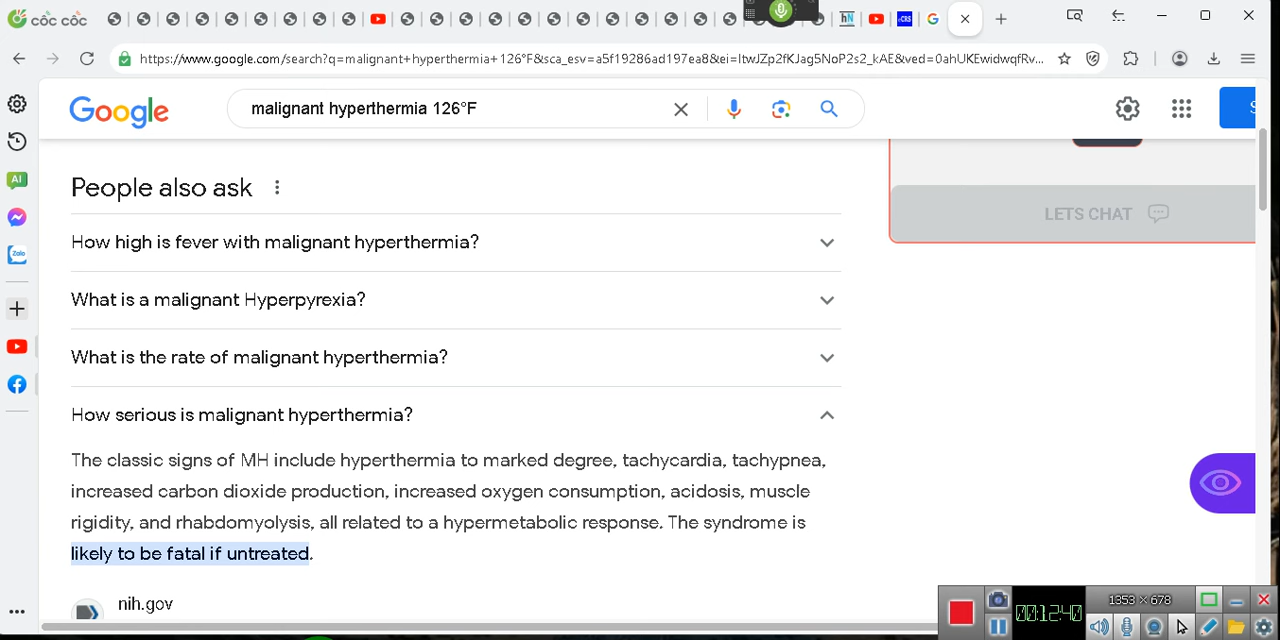 cốc cốc
hN
cCRS
https://www.google.com/search?q=malignant+hyperthermia+126°F&sca_esv=a5f19286ad197ea8&ei=ItwJZp2fKJag5NoP2s2_kAE&ved=0ahUKEwidwqfRv...
Google
malignant hyperthermia 126°F
S
AI
Zalo
People also ask
LETS CHAT
How high is fever with malignant hyperthermia?
What is a malignant Hyperpyrexia?
What is the rate of malignant hyperthermia?
How serious is malignant hyperthermia?
The classic signs of MH include hyperthermia to marked degree, tachycardia, tachypnea,
increased carbon dioxide production, increased oxygen consumption, acidosis, muscle
rigidity, and rhabdomyolysis, all related to a hypermetabolic response. The syndrome is
likely to be fatal if untreated.
nih.gov
00:12:40
1353 × 678